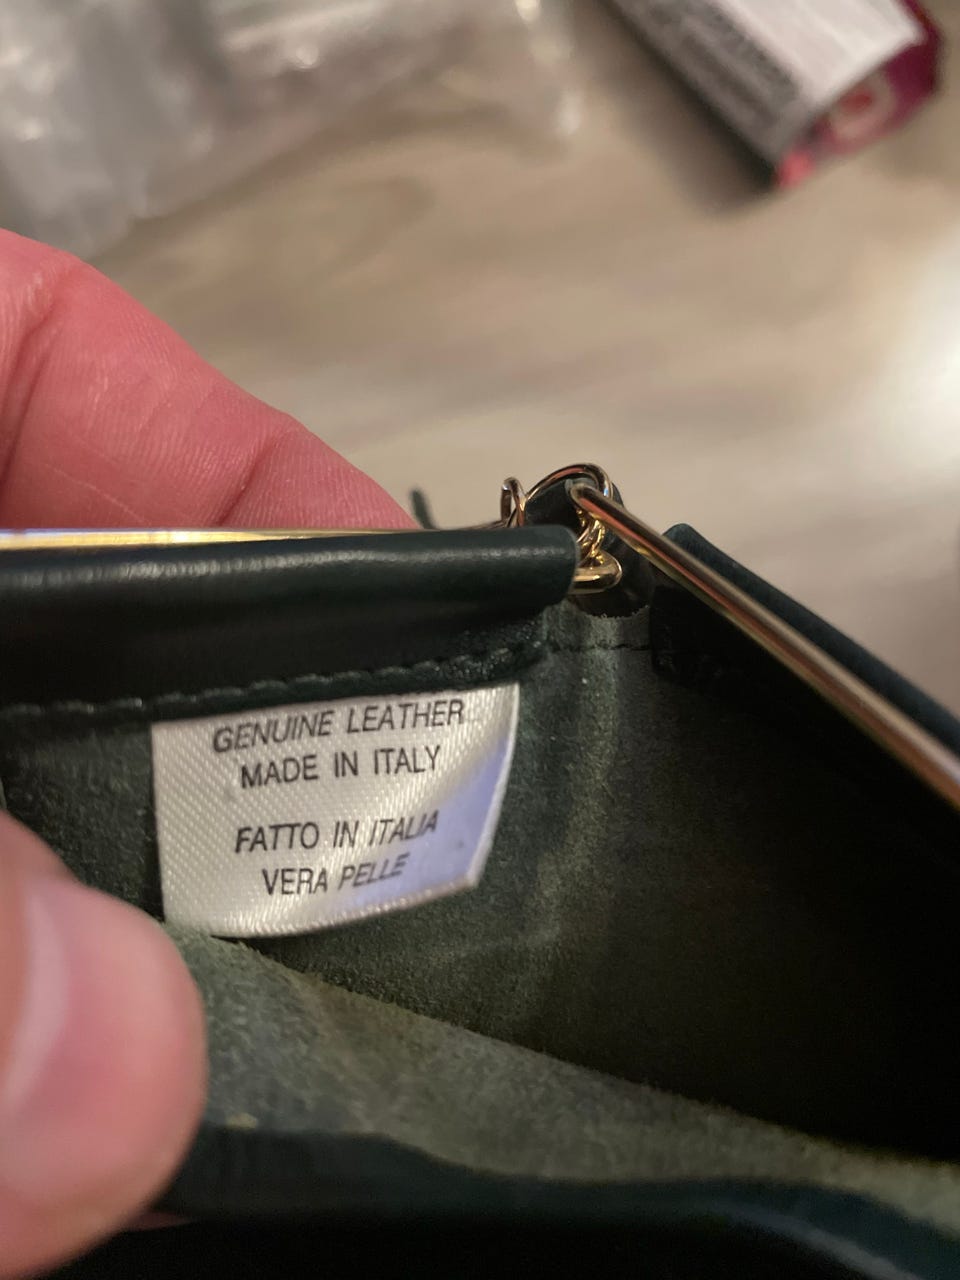 GENUINE LEATHER
MADE IN ITALY
FATTO IN ITALIA
VERA PELLE